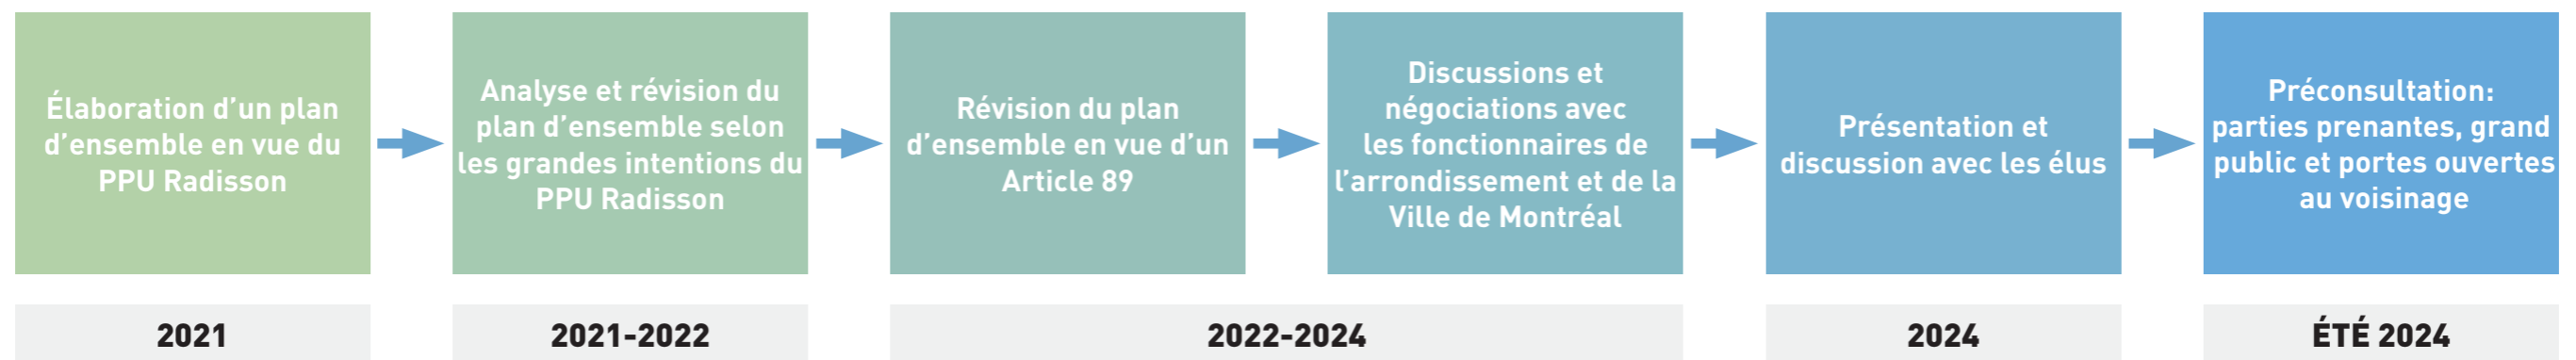 Élaboration d’un plan
d’ensemble en vue du
PPU Radisson
Analyse et révision du
plan d’ensemble selon
les grandes intentions du
PPU Radisson
Révision du plan
d’ensemble en vue d’un
Article 89
Discussions et
négociations avec
les fonctionnaires de
l’arrondissement et de la
Ville de Montréal
Présentation et
discussion avec les élus
Préconsultation:
parties prenantes, grand
public et portes ouvertes
au voisinage
2021
2021-2022
2022-2024
2024
ÉTÉ 2024